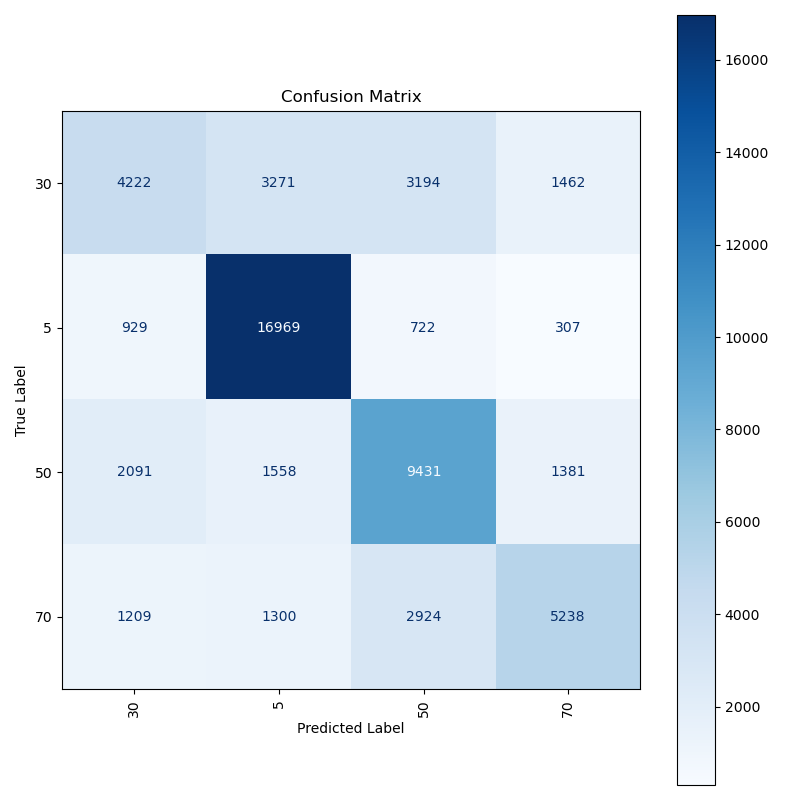 Confusion Matrix
30 4222 3271 3194 1462
5 929 16969 722 307
50 2091 1558 9431 1381
70 1209 1300 2924 5238
30 5 50 70
True Label
Predicted Label
16000
14000
12000
10000
8000
6000
4000
2000